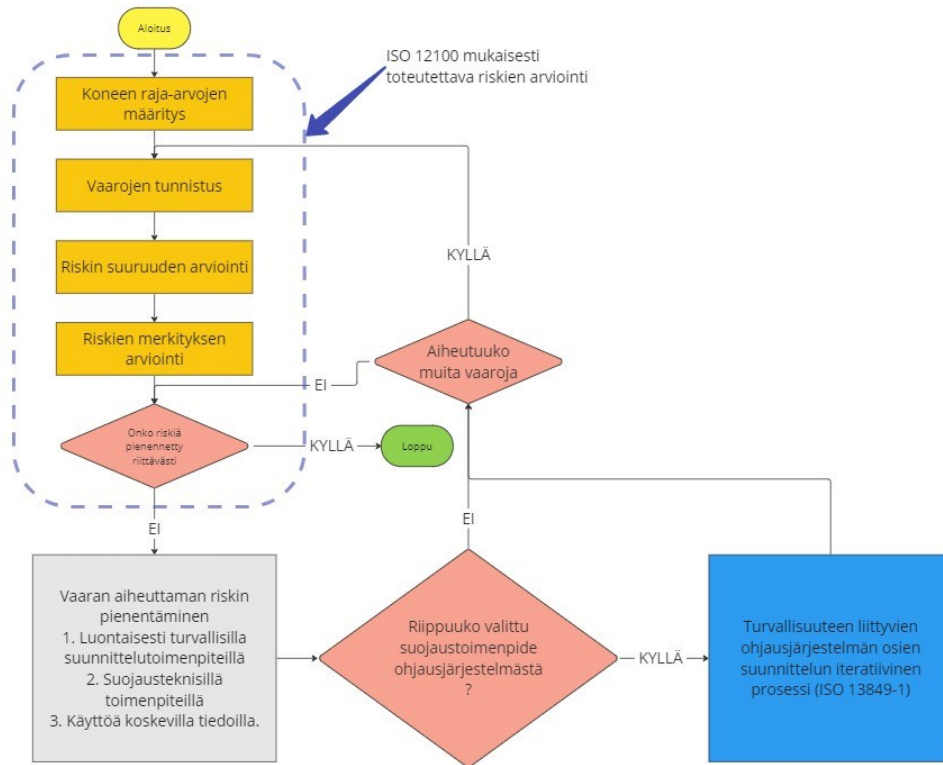 Aloitus
ISO 12100 mukaisesti
toteutettava riskien arviointi
Koneen raja-arvojen
määritys
Vaarojen tunnistus
KYLLÄ
Riskin suuruuden arviointi
Riskien merkityksen
arviointi
Aiheutuuko
muita vaaroja
EI
Onko riskiä
pienennetty
riittävästi
KYLLÄ
Loppu
EI
EI
Vaaran aiheuttaman riskin
pienentäminen
1. Luontaisesti turvallisilla
suunnittelutoimenpiteillä
2. Suojausteknisillä
toimenpiteillä
3. Käyttöä koskevilla tiedoilla.
Riippuuko valittu
suojaustoimenpide
ohjausjärjestelmästä
?
KYLLÄ
Turvallisuuteen liittyvien
ohjausjärjestelmän osien
suunnittelun iteratiivinen
prosessi (ISO 13849-1)